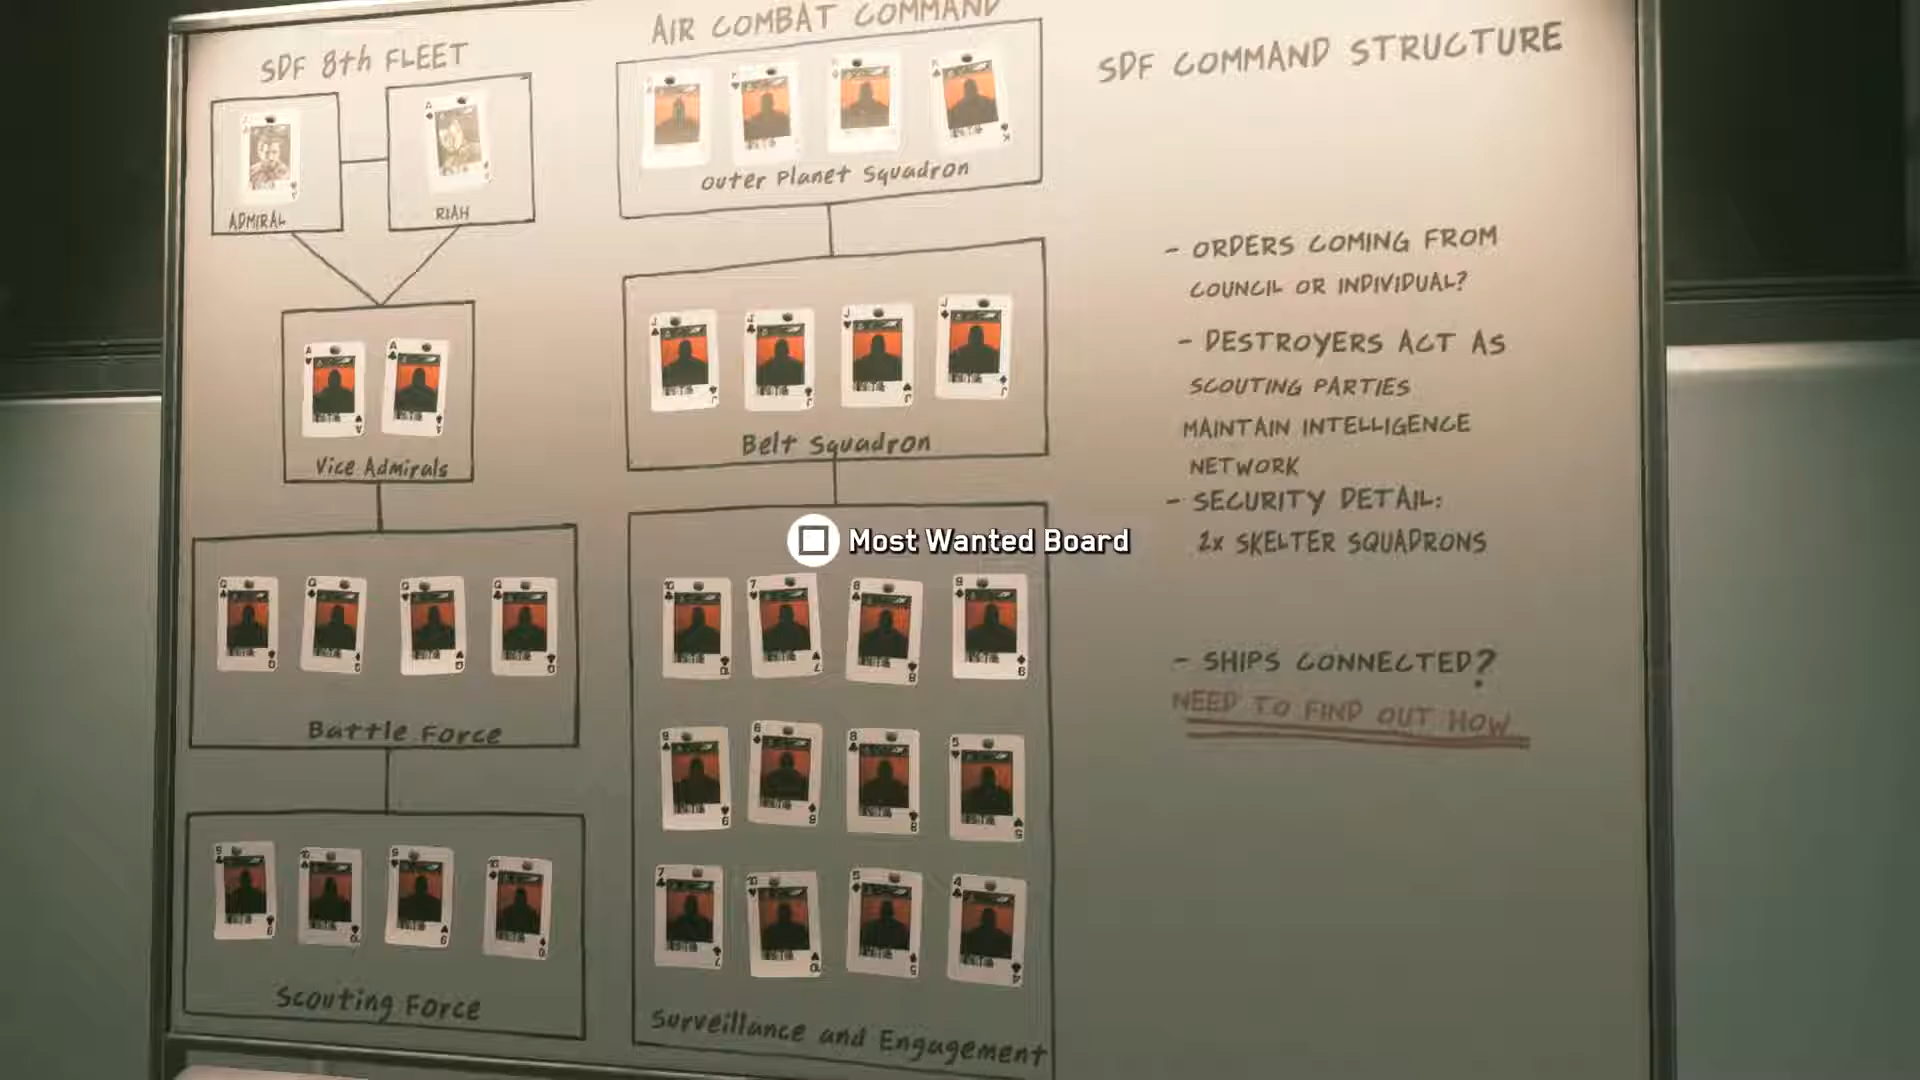 SDF 8th FLEET
ADMIRAL
RIAH
Vice Admirals
Battle Force
Scouting Force
AIR COMBAT COMMAND
Outer Planet Squadron
Belt Squadron
Surveillance and Engagement
Most Wanted Board
SDF COMMAND STRUCTURE
- ORDERS COMING FROM
COUNCIL OR INDIVIDUAL?
- DESTROYERS ACT AS
SCOUTING PARTIES
MAINTAIN INTELLIGENCE
NETWORK
- SECURITY DETAIL:
2x SKELTER SQUADRONS
- SHIPS CONNECTED?
NEED TO FIND OUT HOW